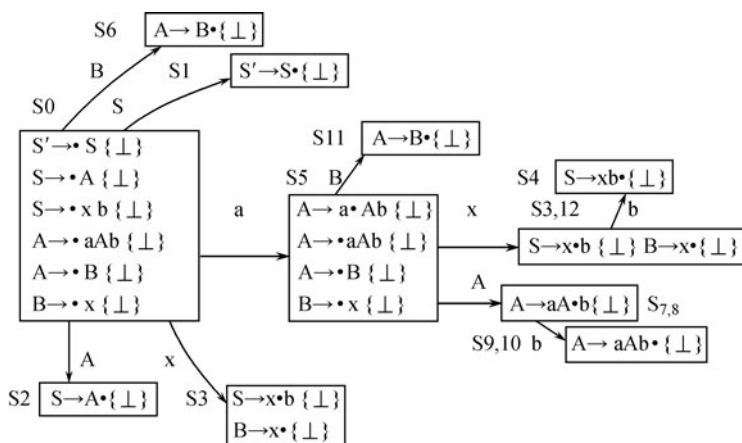 S6
A→ B•{⊥}
B
S1
S′→S•{⊥}
S0
S
S′→• S {⊥}
S→• A {⊥}
S→• x b {⊥}
A→• aAb {⊥}
A→• B {⊥}
B→• x {⊥}
a
S11
A→B•{⊥}
S5
B
A→ a• Ab {⊥}
A→ •aAb {⊥}
A→ •B {⊥}
B→ • x {⊥}
S4
S→xb•{⊥}
x
S3,12
b
S→x•b {⊥} B→x•{⊥}
A
A→aA•b{⊥}
S7,8
S9,10
b
A→ aAb•{⊥}
A
x
S2
S→A•{⊥}
S3
S→x•b {⊥}
B→x•{⊥}